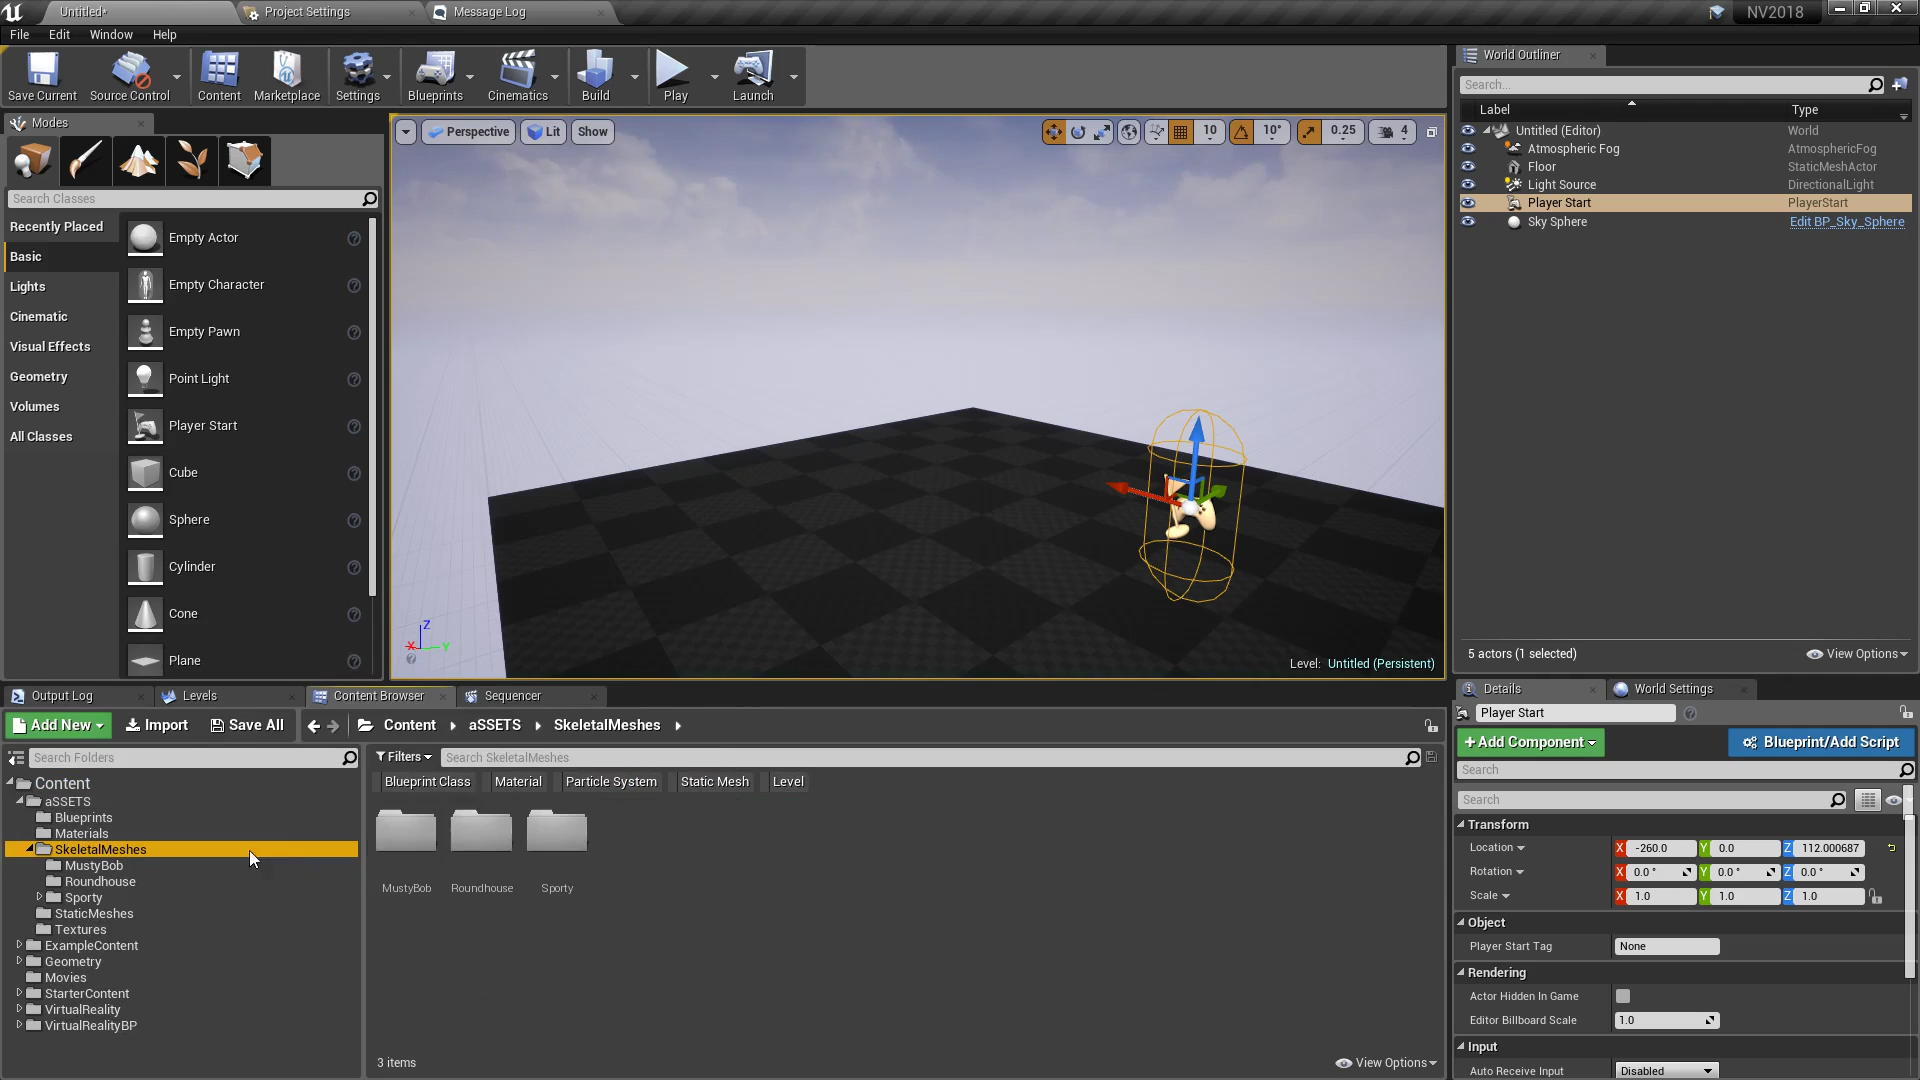 Untitled*
Project Settings
Message Log
NV2018
File Edit Window Help
Save Current
Source Control
Content
Marketplace
Settings
Blueprints
Cinematics
Build
Play
Launch
Modes
Search Classes
Recently Placed
Basic
Lights
Cinematic
Visual Effects
Geometry
Volumes
All Classes
Empty Actor
Empty Character
Empty Pawn
Point Light
Player Start
Cube
Sphere
Cylinder
Cone
Plane
Perspective
Lit
Show
10
10°
0.25
4
Z
X
Y
Level: Untitled (Persistent)
World Outliner
Search...
Label Type
Untitled (Editor) World
Atmospheric Fog AtmosphericFog
Floor StaticMeshActor
Light Source DirectionalLight
Player Start PlayerStart
Sky Sphere Edit BP_Sky_Sphere
5 actors (1 selected)
View Options
Output Log
Levels
Content Browser
Sequencer
Add New
Import
Save All
Content
aSSETS
SkeletalMeshes
Search Folders
Content
aSSETS
Blueprints
Materials
SkeletalMeshes
MustyBob
Roundhouse
Sporty
StaticMeshes
Textures
ExampleContent
Geometry
Movies
StarterContent
VirtualReality
VirtualRealityBP
Filters
Search SkeletalMeshes
Blueprint Class
Material
Particle System
Static Mesh
Level
MustyBob
Roundhouse
Sporty
3 items
View Options
Details
World Settings
Player Start
+Add Component
Blueprint/Add Script
Search
Search
Transform
Location X -260.0 Y 0.0 Z 112.000687
Rotation X 0.0 ° Y 0.0 ° Z 0.0 °
Scale X 1.0 Y 1.0 Z 1.0
Object
Player Start Tag None
Rendering
Actor Hidden In Game
Editor Billboard Scale 1.0
Input
Auto Receive Input Disabled